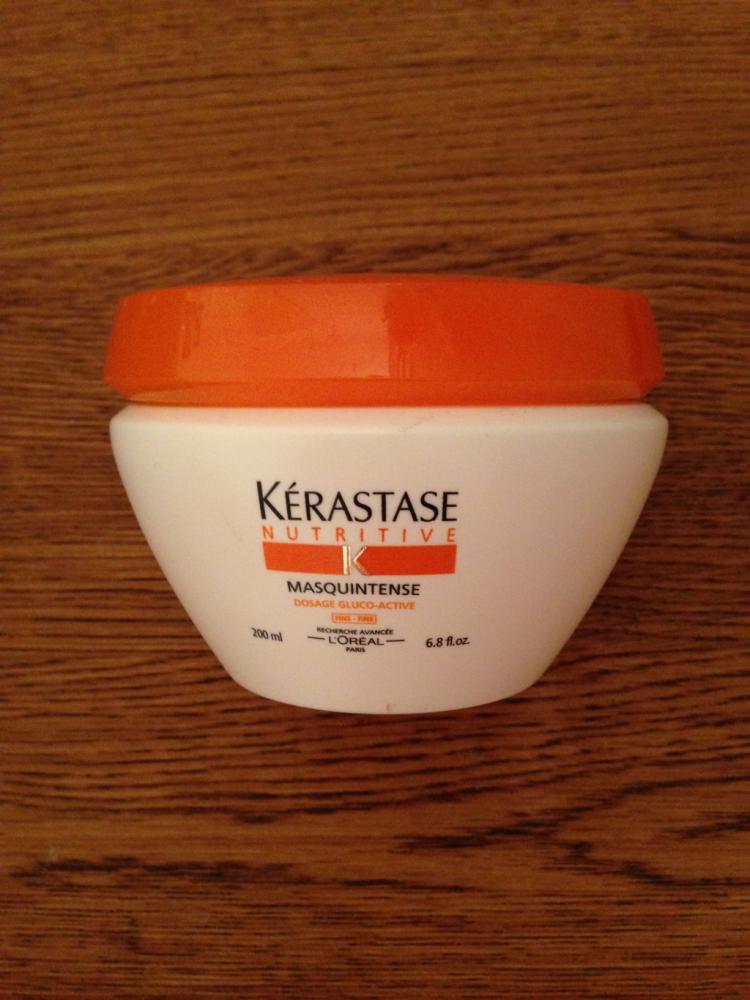 KÉRASTASE
NUTRITIVE
K
MASQUINTENSE
DOSAGE GLUCO-ACTIVE
FINS - FINE
200 ml
RECHERCHE AVANCÉE
L'ORÉAL
PARIS
6.8 fl.oz.